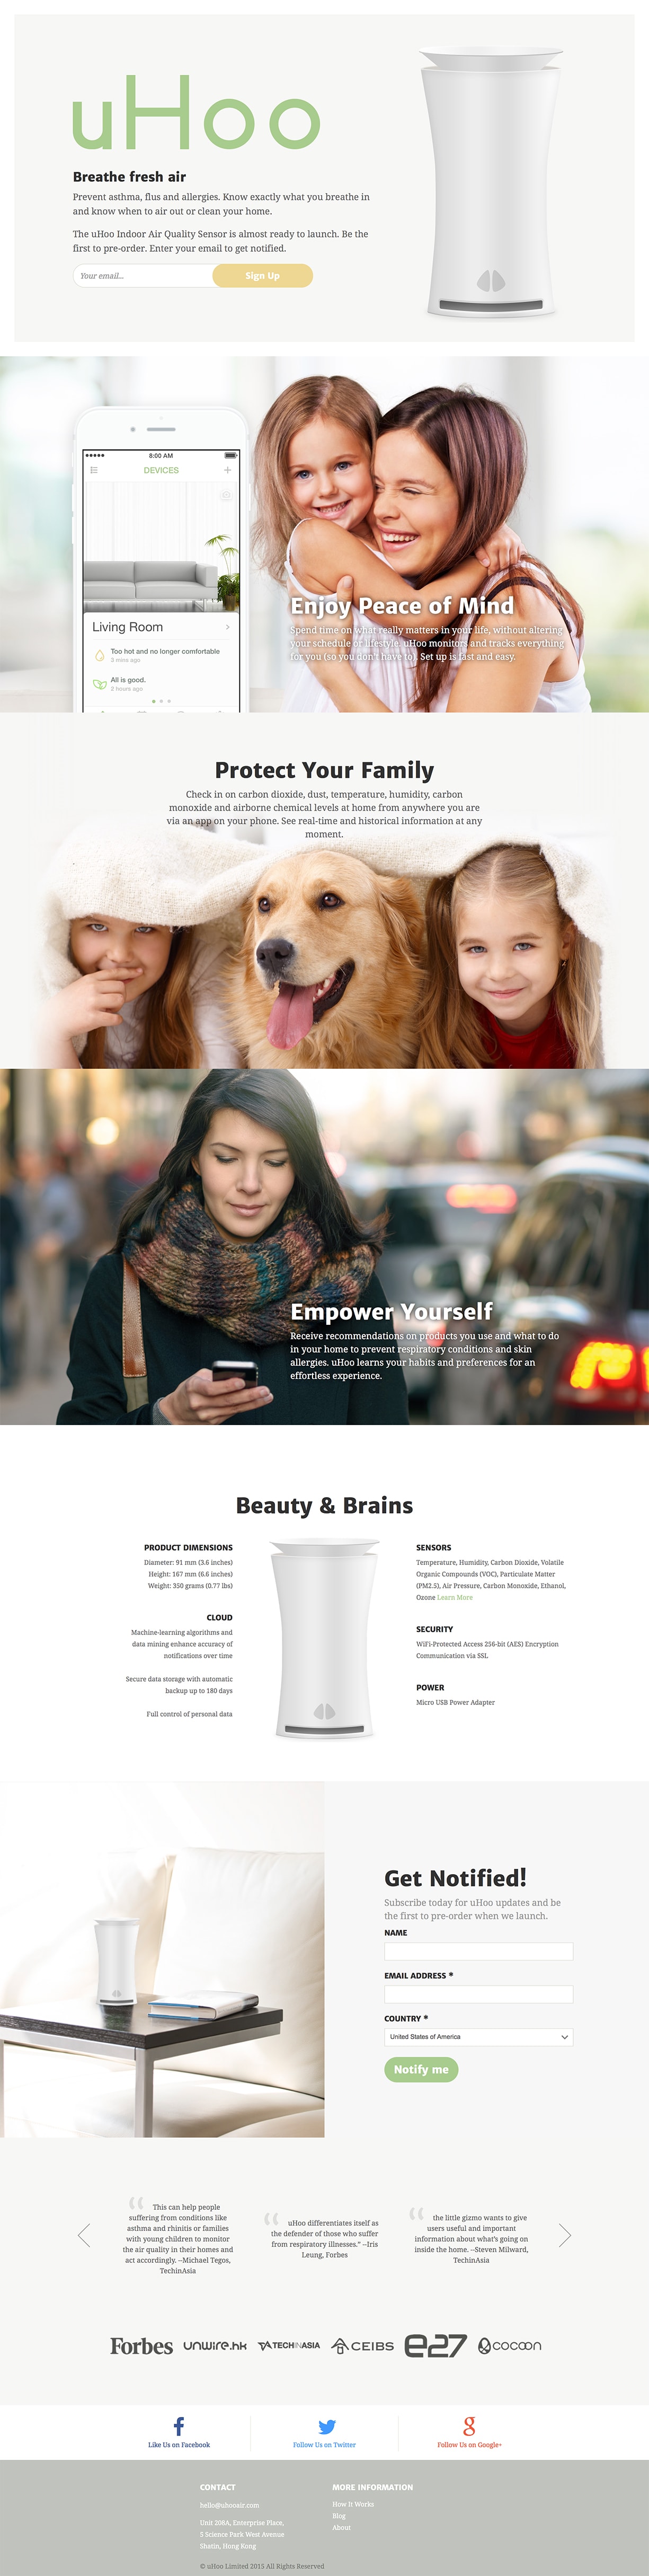 uHoo
Breathe fresh air
Prevent asthma, flus and allergies. Know exactly what you breathe in
and know when to air out or clean your home.
The uHoo Indoor Air Quality Sensor is almost ready to launch. Be the
first to pre-order. Enter your email to get notified.
Your email...
Sign Up
8:00 AM
DEVICES
Living Room
Too hot and no longer comfortable
3 mins ago
All is good.
2 hours ago
Enjoy Peace of Mind
Spend time on what really matters in your life, without altering
your schedule or lifestyle. uHoo monitors and tracks everything
for you (so you don't have to). Set up is fast and easy.
Protect Your Family
Check in on carbon dioxide, dust, temperature, humidity, carbon
monoxide and airborne chemical levels at home from anywhere you are
via an app on your phone. See real-time and historical information at any
moment.
Empower Yourself
Receive recommendations on products you use and what to do
in your home to prevent respiratory conditions and skin
allergies. uHoo learns your habits and preferences for an
effortless experience.
Beauty & Brains
PRODUCT DIMENSIONS
Diameter: 91 mm (3.6 inches)
Height: 167 mm (6.6 inches)
Weight: 350 grams (0.77 lbs)
CLOUD
Machine-learning algorithms and
data mining enhance accuracy of
notifications over time
Secure data storage with automatic
backup up to 180 days
Full control of personal data
SENSORS
Temperature, Humidity, Carbon Dioxide, Volatile
Organic Compounds (VOC), Particulate Matter
(PM2.5), Air Pressure, Carbon Monoxide, Ethanol,
Ozone Learn More
SECURITY
WiFi-Protected Access 256-bit (AES) Encryption
Communication via SSL
POWER
Micro USB Power Adapter
Get Notified!
Subscribe today for uHoo updates and be
the first to pre-order when we launch.
NAME
EMAIL ADDRESS *
COUNTRY *
United States of America
Notify me
“ This can help people
suffering from conditions like
asthma and rhinitis or families
with young children to monitor
the air quality in their homes and
act accordingly. --Michael Tegos,
TechinAsia
“ uHoo differentiates itself as
the defender of those who suffer
from respiratory illnesses.” --Iris
Leung, Forbes
“ the little gizmo wants to give
users useful and important
information about what's going on
inside the home. --Steven Milward,
TechinAsia
Forbes
unwire.hk
TECHINASIA
CEIBS
e27
cocoon
Like Us on Facebook
Follow Us on Twitter
Follow Us on Google+
CONTACT
hello@uhooair.com
Unit 208A, Enterprise Place,
5 Science Park West Avenue
Shatin, Hong Kong
MORE INFORMATION
How It Works
Blog
About
© uHoo Limited 2015 All Rights Reserved